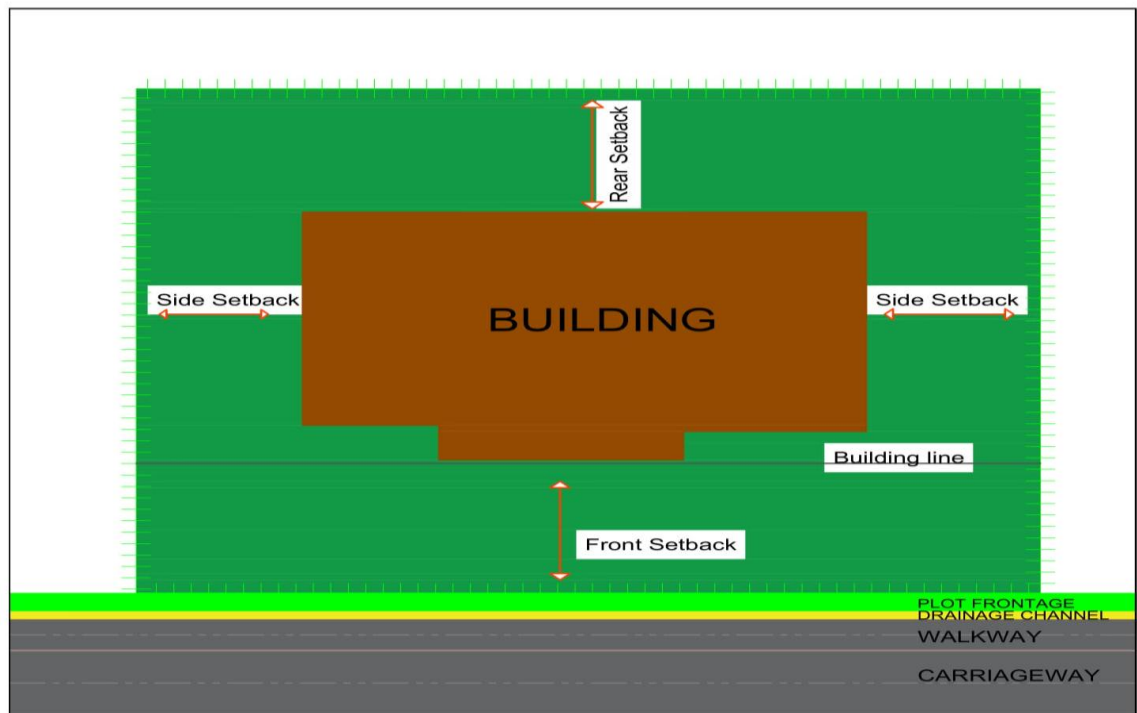 Rear Setback
Side Setback
Side Setback
BUILDING
Building line
Front Setback
PLOT FRONTAGE
DRAINAGE CHANNEL
WALKWAY
CARRIAGEWAY